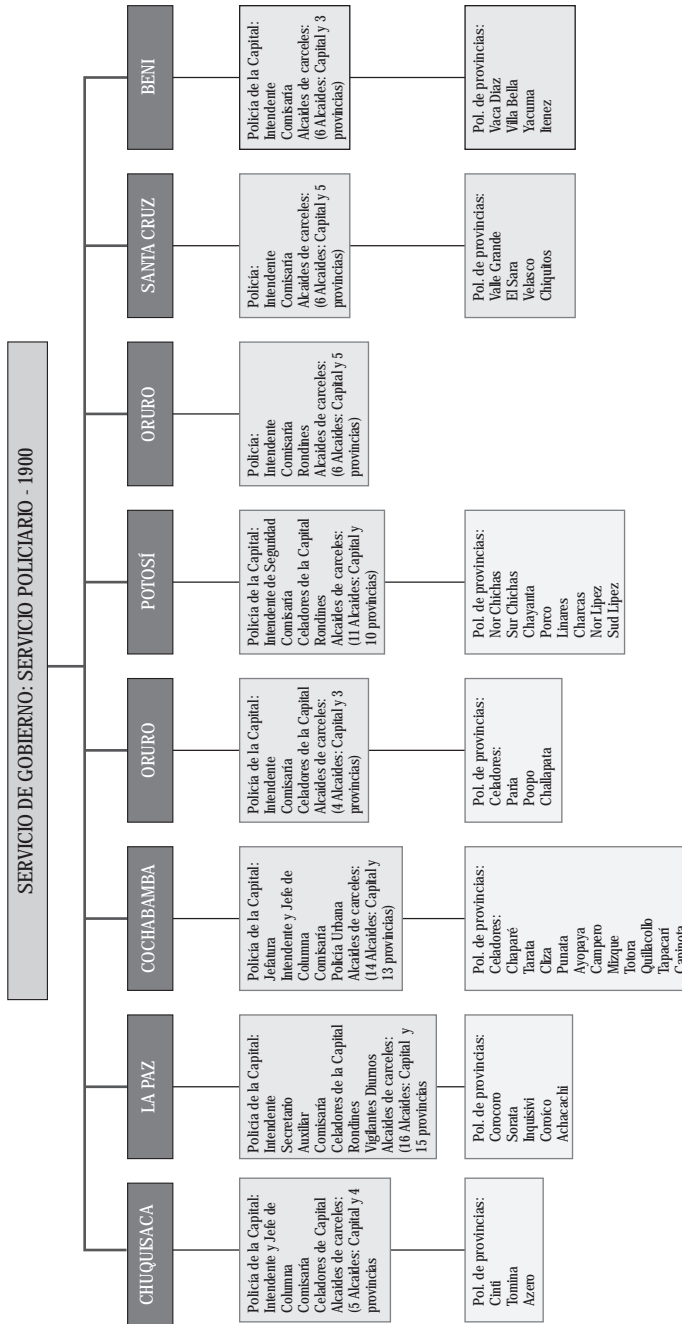 SERVICIO DE GOBIERNO: SERVICIO POLICIARIO - 1900
CHUQUISACA
Policía de la Capital:
Intendente y Jefe de
Columna
Comisaría
Celadores de Capital
Alcaides de carceles:
(5 Alcaides: Capital y 4
provincias
Pol. de provincias:
Cinti
Tomina
Azero
LA PAZ
Policía de la Capital:
Intendente
Secretario
Auxiliar
Comisaría
Celadores de la Capital
Rondines
Vigilantes Diurnos
Alcaides de carceles:
(16 Alcaides: Capital y
15 provincias
Pol. de provincias:
Corocoro
Sorata
Inquisivi
Coroico
Achacachi
COCHABAMBA
Policía de la Capital:
Jefatura
Intendente y Jefe de
Columna
Comisaría
Policía Urbana
Alcaides de carceles:
(14 Alcaides: Capital y
13 provincias)
Pol. de provincias:
Celadores:
Chaparé
Tarata
Cliza
Punata
Ayopaya
Campero
Mizque
Totora
Quillacollo
Tapacarí
Capinota
ORURO
Policía de la Capital:
Intendente
Comisaría
Celadores de la Capital
Alcaides de carceles:
(4 Alcaides: Capital y 3
provincias)
Pol. de provincias:
Celadores:
Paria
Poopo
Challapata
POTOSÍ
Policía de la Capital:
Intendente de Seguridad
Comisaría
Celadores de la Capital
Rondines
Alcaides de carceles:
(11 Alcaides: Capital y
10 provincias)
Pol. de provincias:
Nor Chichas
Sur Chichas
Chayanta
Porco
Linares
Charcas
Nor Lipez
Sud Lipez
ORURO
Policía:
Intendente
Comisaría
Rondines
Alcaides de carceles:
(6 Alcaides: Capital y 5
provincias)
SANTA CRUZ
Policía:
Intendente
Comisaría
Alcaides de carceles:
(6 Alcaides: Capital y 5
provincias)
Pol. de provincias:
Valle Grande
El Sara
Velasco
Chiquitos
BENI
Policía de la Capital:
Intendente
Comisaría
Alcaides de carceles:
(6 Alcaides: Capital y 3
provincias)
Pol. de provincias:
Vaca Diaz
Villa Bella
Yacuma
Itenez